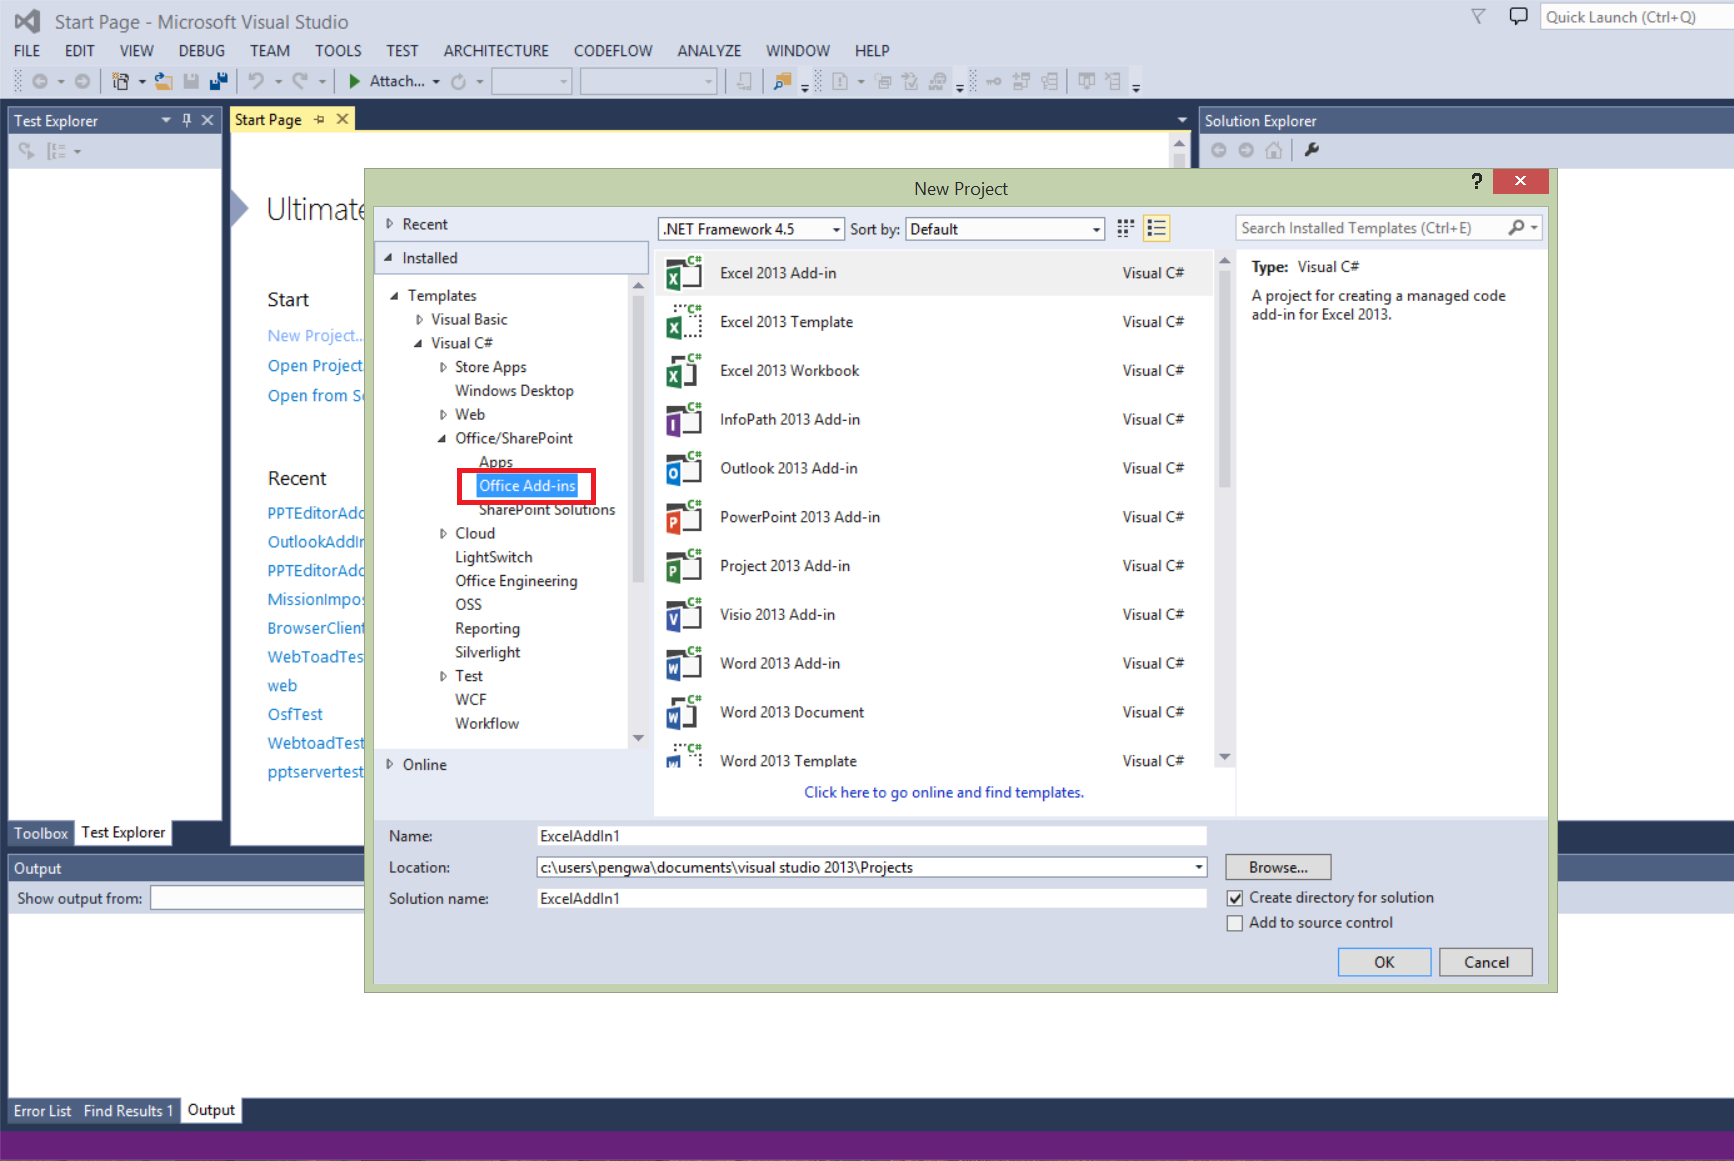 Start Page - Microsoft Visual Studio
Quick Launch (Ctrl+Q)
FILE EDIT VIEW DEBUG TEAM TOOLS TEST ARCHITECTURE CODEFLOW ANALYZE WINDOW HELP
Attach...
Test Explorer
Start Page
Solution Explorer
Ultimate
Start
New Project...
Open Project
Open from So
Recent
PPTEditorAdd
OutlookAddIn
PPTEditorAdd
MissionImpos
BrowserClient
WebToadTes
web
OsfTest
WebtoadTest
pptservertest
Toolbox Test Explorer
Output
Show output from:
Error List Find Results 1 Output
New Project
?
Recent
Installed
Templates
Visual Basic
Visual C#
Store Apps
Windows Desktop
Web
Office/SharePoint
Apps
Office Add-ins
SharePoint Solutions
Cloud
LightSwitch
Office Engineering
OSS
Reporting
Silverlight
Test
WCF
Workflow
Online
.NET Framework 4.5 Sort by: Default
Search Installed Templates (Ctrl+E)
Excel 2013 Add-in Visual C#
Excel 2013 Template Visual C#
Excel 2013 Workbook Visual C#
InfoPath 2013 Add-in Visual C#
Outlook 2013 Add-in Visual C#
PowerPoint 2013 Add-in Visual C#
Project 2013 Add-in Visual C#
Visio 2013 Add-in Visual C#
Word 2013 Add-in Visual C#
Word 2013 Document Visual C#
Word 2013 Template Visual C#
Click here to go online and find templates.
Type: Visual C#
A project for creating a managed code
add-in for Excel 2013.
Name: ExcelAddIn1
Location: c:\users\pengwa\documents\visual studio 2013\Projects
Browse...
Solution name: ExcelAddIn1
Create directory for solution
Add to source control
OK Cancel